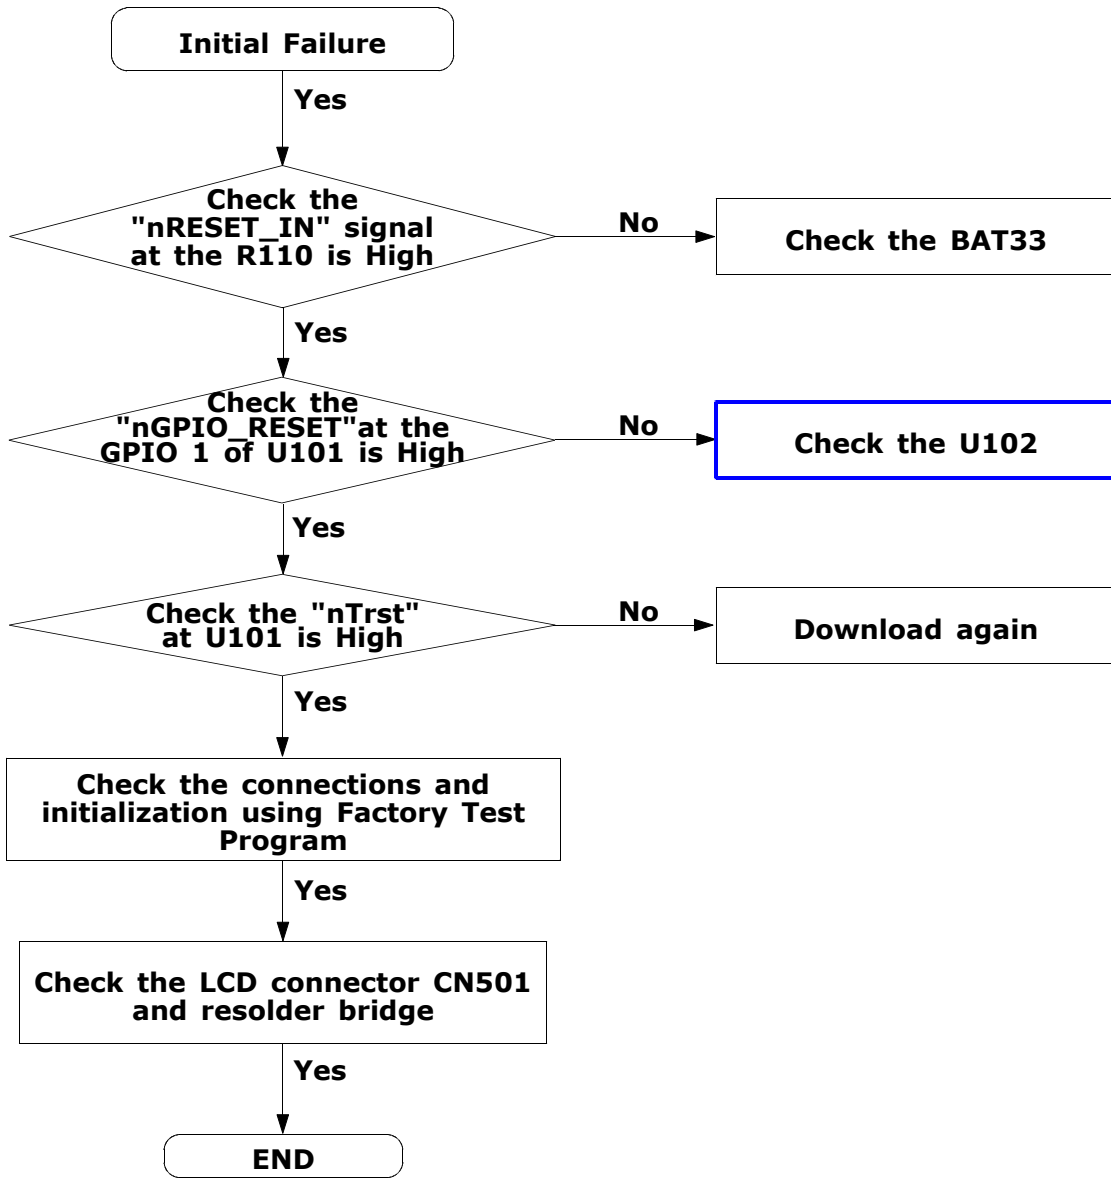 Initial Failure
Yes
Check the
"nRESET_IN" signal
at the R110 is High
No
Check the BAT33
Yes
Check the
"nGPIO_RESET"at the
GPIO 1 of U101 is High
No
Check the U102
Yes
Check the "nTrst"
at U101 is High
No
Download again
Yes
Check the connections and
initialization using Factory Test
Program
Yes
Check the LCD connector CN501
and resolder bridge
Yes
END